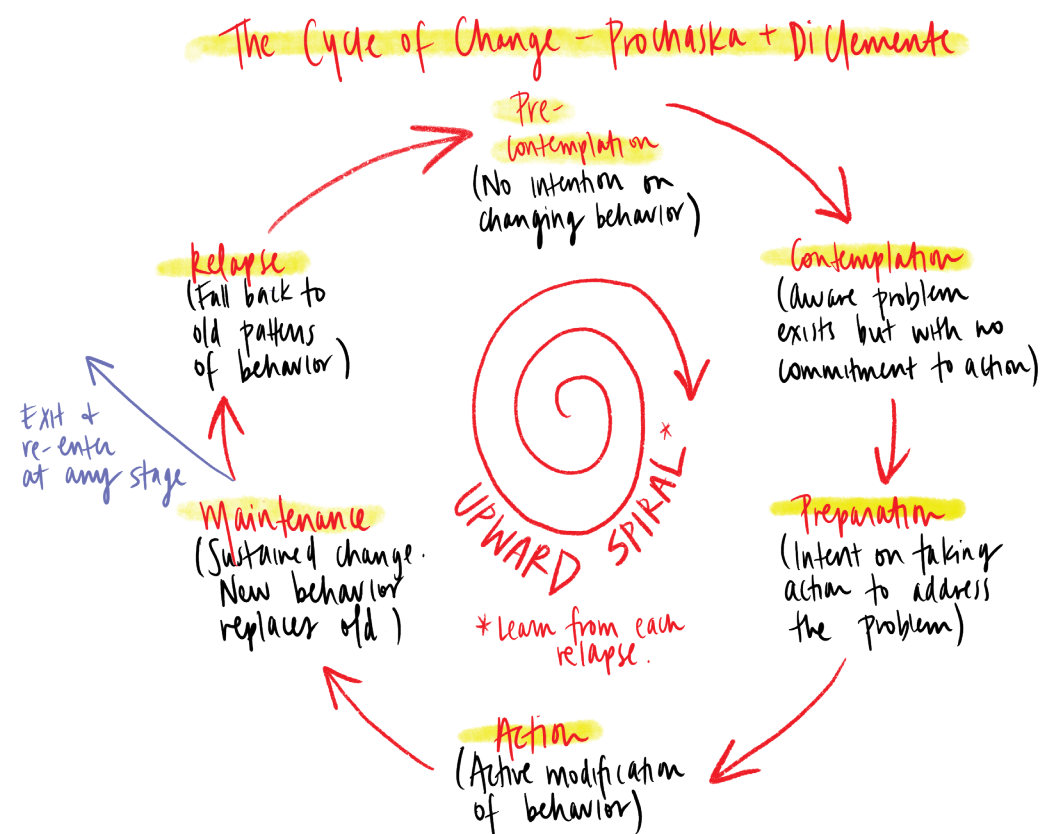 The Cycle of Change - Prochaska + DiClemente
Pre-
contemplation
(No intention on
changing behavior)
Contemplation
(Aware problem
exists but with no
commitment to action)
Preparation
(Intent on taking
action to address
the problem)
Action
(Active modification
of behavior)
Maintenance
(Sustained change.
New behavior
replaces old)
Relapse
(Fall back to
old patterns
of behavior)
Exit &
re-enter
at any stage
UPWARD SPIRAL*
*Learn from each
relapse.